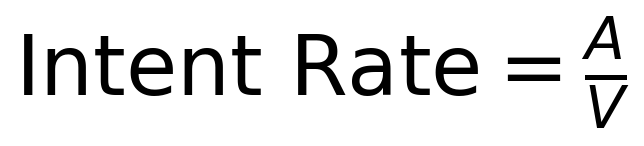 Intent Rate = A/V